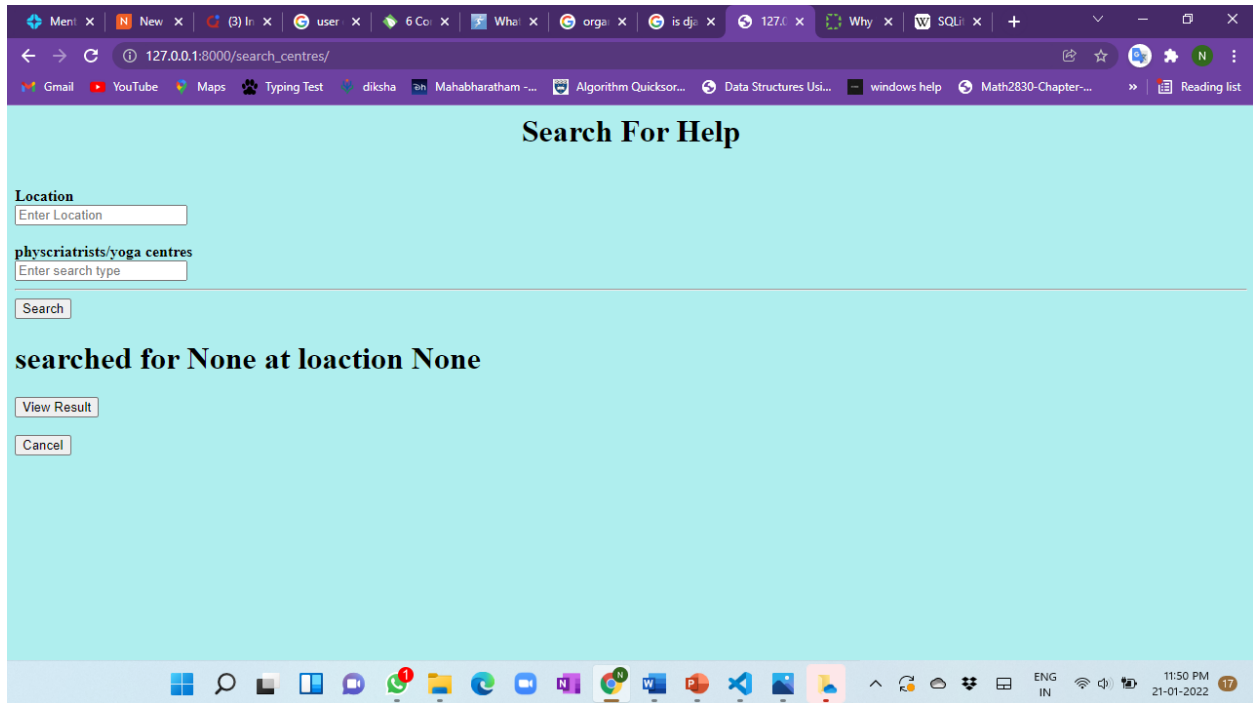 Ment
New
(3) In
user
6 Cor
What
orga
is dja
127.0
Why
W SQLit
127.0.0.1:8000/search_centres/
N
Gmail
YouTube
Maps
Typing Test
diksha
Mahabharatham -...
Algorithm Quicksor...
Data Structures Usi...
windows help
Math2830-Chapter-...
»
Reading list
Search For Help
Location
Enter Location
physcriatrists/yoga centres
Enter search type
Search
searched for None at loaction None
View Result
Cancel
1
N
ENG
IN
11:50 PM
21-01-2022
17